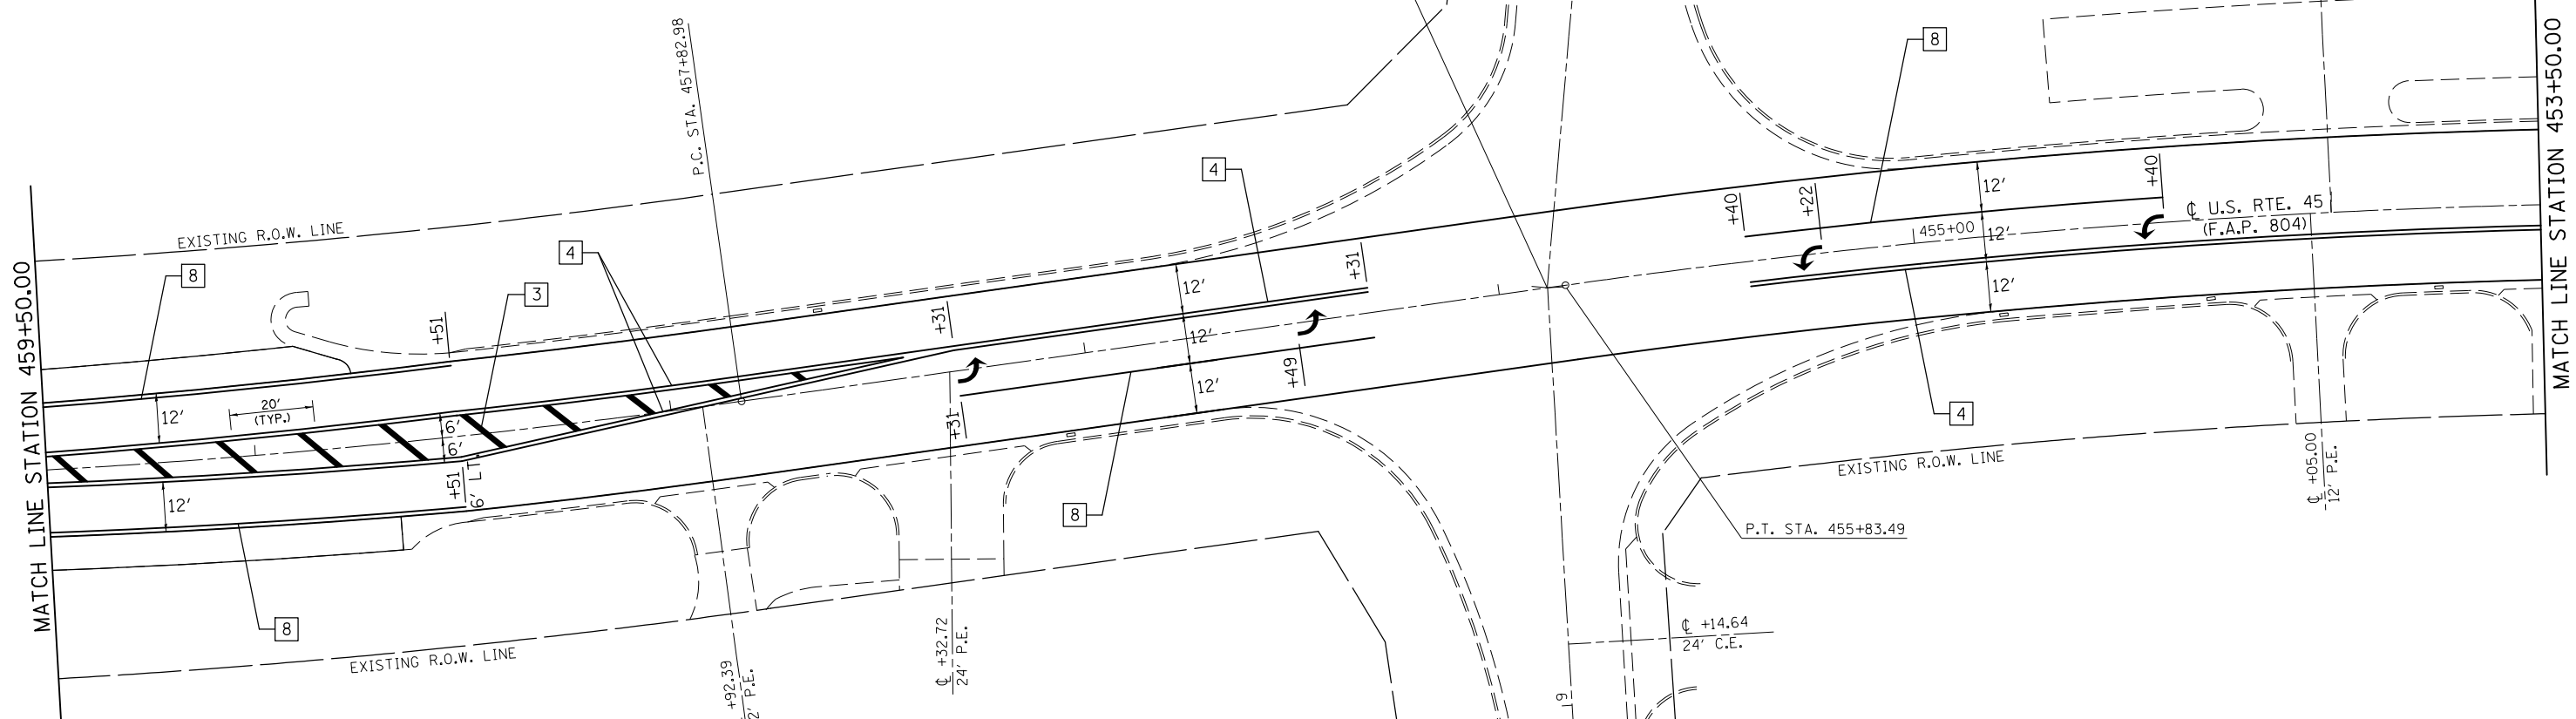 MATCH LINE STATION 459+50.00
EXISTING R.O.W. LINE
8
12'
20'
(TYP.)
12'
8
EXISTING R.O.W. LINE
+51
4
3
6'
6'
+51
6' LT.
P.C. STA. 457+82.98
+92.39
2' P.E.
+31
+31
℄ +32.72
24' P.E.
8
4
12'
12'
12'
+31
+49
+40
+22
8
12'
12'
12'
455+00
+40
℄ U.S. RTE. 45
(F.A.P. 804)
4
EXISTING R.O.W. LINE
P.T. STA. 455+83.49
℄ +14.64
24' C.E.
℄ +05.00
12' P.E.
MATCH LINE STATION 453+50.00